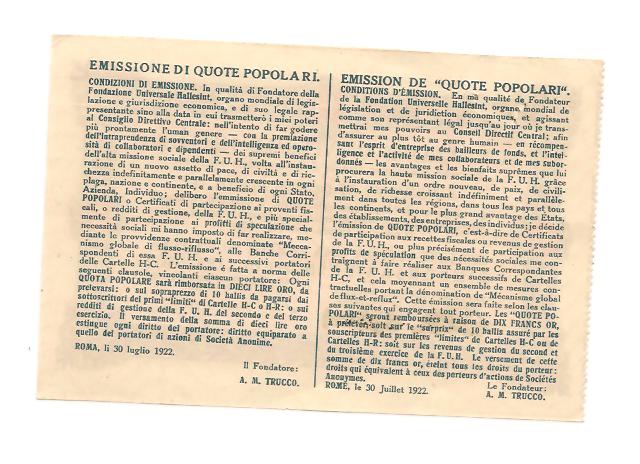 EMISSIONE DI QUOTE POPOLARI.
CONDIZIONI DI EMISSIONE. In qualità di Fondatore della
Fondazione Universale Hallesint, organo mondiale di legis-
lazione e giurisdizione economica, e di suo legale rap-
presentante sino alla data in cui trasmetterò i miei poteri
al Consiglio Direttivo Centrale: nell'intento di far godere
più prontamente l'uman genere — con la premiazione
dell'intraprendenza di sovventori e dell'intelligenza ed opero-
sità di collaboratori e dipendenti — dei supremi benefici
dell'alta missione sociale della F. U. H., volta all'instau-
razione di un nuovo assetto di pace, di civiltà e di ric-
chezza indefinitamente e parallelamente crescente in ogni
plaga, nazione e continente, e a beneficio di ogni Stato,
Azienda, Individuo; delibero l'emissione di QUOTE
POPOLARI o Certificati di partecipazione ai proventi fis-
cali, o redditi di gestione, della F. U. H., e più special-
mente di partecipazione ai profitti di speculazione che
necessità sociali mi hanno imposto di far realizzare, me-
diante le provvidenze contrattuali denominate "Mecca-
nismo globale di flusso-riflusso", alle Banche Corri-
spondenti di essa F. U. H. e ai successivi portatori
delle Cartelle H-C. L'emissione é fatta a norma delle
seguenti clausole, vincolanti ciascun portatore: Ogni
QUOTA POPOLARE sarà rimborsata in DIECI LIRE ORO, da
prelevarsi: o sul sopraprezzo di 10 balliš da pagarsi dai
sottoscrittori dei primi "limiti" di Cartelle H-C o H-R: o sui
redditi di gestione della F. U. H. del secondo e del terzo
esercizio. Il versamento della somma di dieci lire oro
estingue ogni diritto del portatore: diritto equiparato a
quello dei portatori di azioni di Società Anonime.
ROMA, li 30 luglio 1922.
Il Fondatore:
A. M. TRUCCO.
EMISSION DE "QUOTE POPOLARI".
CONDITIONS D'ÉMISSION. En ma qualité de Fondateur
de la Fondation Universelle Hallesint, organe mondial de
législation et de juridiction économiques, et agissant
comme son représentant légal jusqu'au jour où je trans-
mettrai mes pouvoirs au Conseil Directif Central; afin
d'assurer au plus tôt au genre humain — en récompen-
sant l'esprit d'entreprise des bailleurs de fonds, et l'intel-
ligence et l'activité de mes collaborateurs et de mes subor-
donnés — les avantages et les bienfaits suprêmes que lui
procurera la haute mission sociale de la F. U. H. grâce
à l'instauration d'un ordre nouveau, de paix, de civili-
sation, de richesse croissant indéfiniment et parallèle-
ment dans toutes les régions, dans tous les pays et tous
les continents, et pour le plus grand avantage des États,
des établissements, des entreprises, des individus; je décide
l'émission de QUOTE POPOLARI, c'est-à-dire de Certificats
de participation aux recettes fiscales ou revenus de gestion
de la F. U. H., ou plus précisément de participation aux
profits de spéculation que des nécessités sociales me con-
traignent à faire réaliser aux Banques Correspondantes
de la F. U. H. et aux porteurs successifs de Cartelles
H-C, et cela moyennant un ensemble de mesures con-
tractuelles portant la dénomination de "Mécanisme global
de flux-et-reflux". Cette émission sera faite selon les clau-
ses suivantes qui engagent tout porteur. Les "QUOTE PO-
POLARI" seront remboursées à raison de DIX FRANCS OR,
à prélever soit sur le "surprix" de 10 balliš assuré par les
souscripteurs des premières "limites" de Cartelles H-C ou de
Cartelles H-R: soit sur les revenus de gestion du second et
du troisième exercice de la F. U. H. Le versement de cette
somme de dix francs or, éteint tous les droits du porteur:
droits qui équivalent à ceux des porteurs d'actions de Sociétés
Anonymes.
ROME, le 30 Juillet 1922.
Le Fondateur:
A. M. TRUCCO.